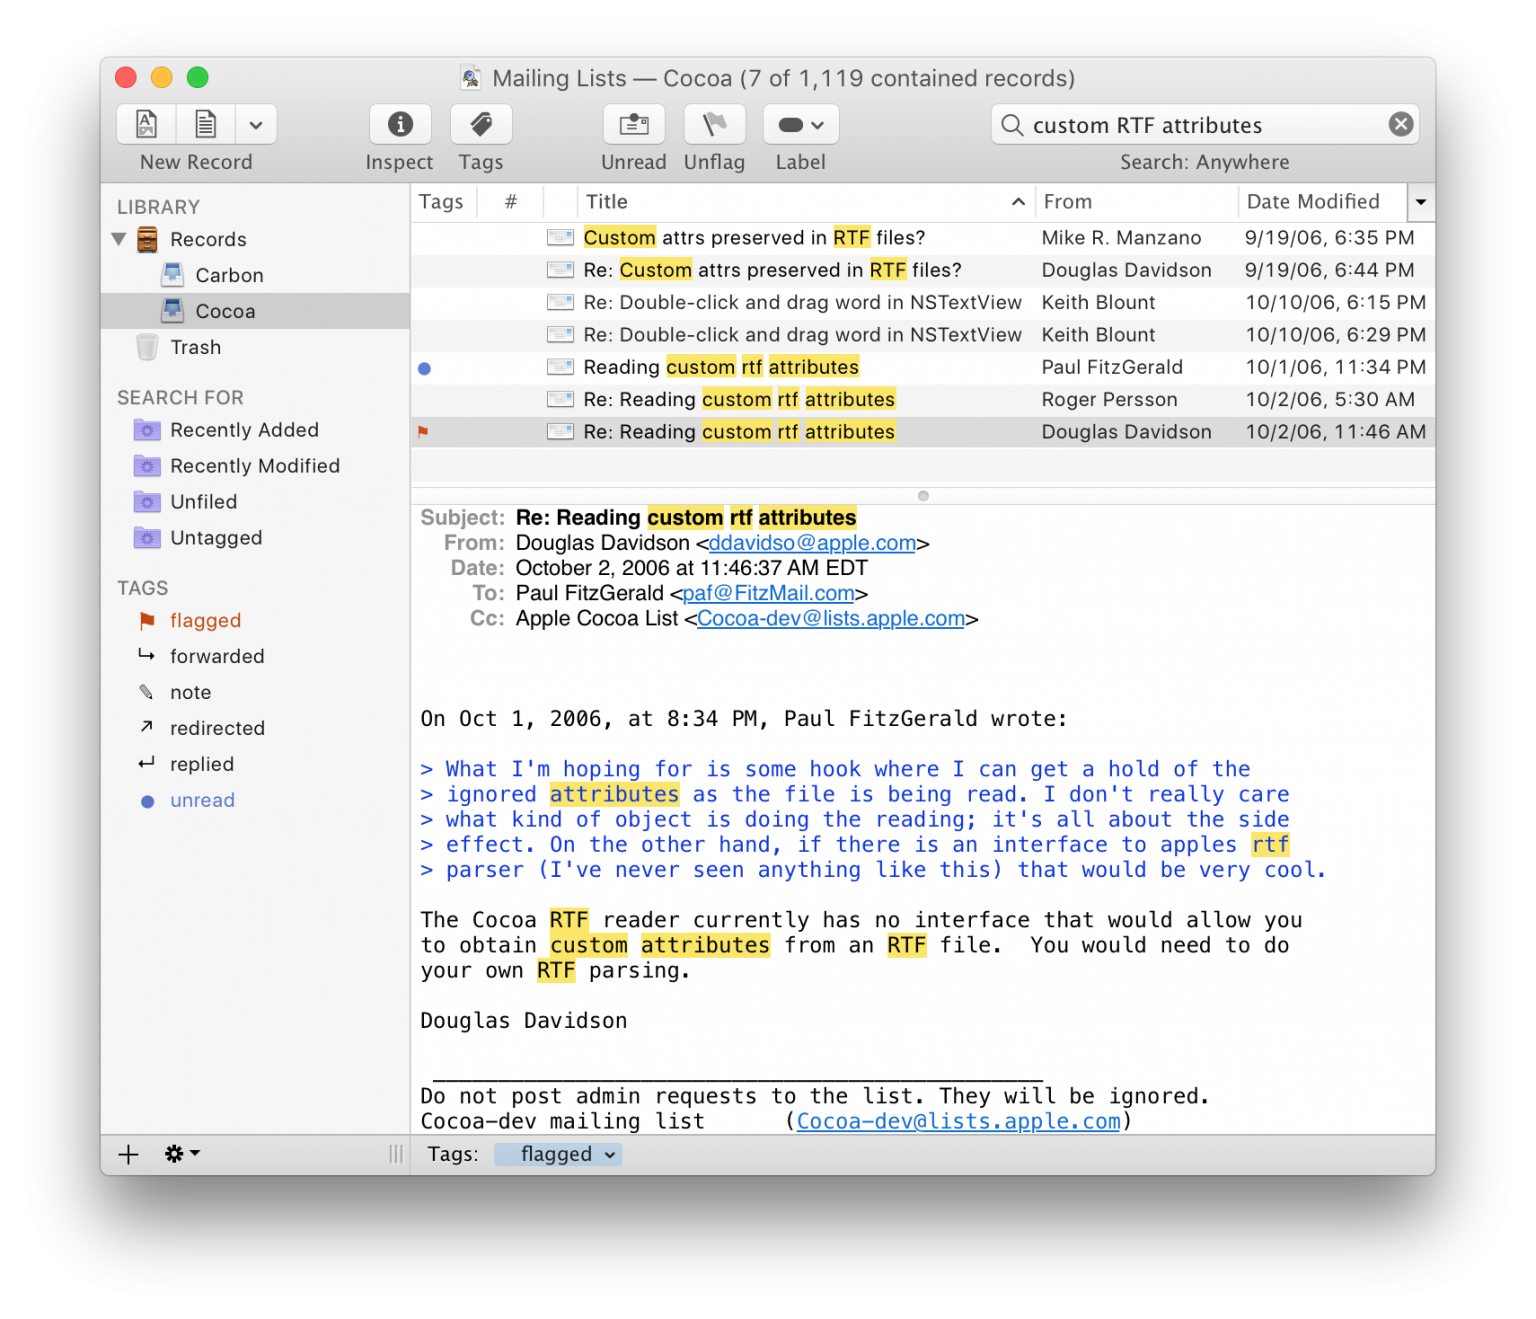 Mailing Lists — Cocoa (7 of 1,119 contained records)
custom RTF attributes
New Record Inspect Tags Unread Unflag Label Search: Anywhere
LIBRARY
Records
Carbon
Cocoa
Trash
SEARCH FOR
Recently Added
Recently Modified
Unfiled
Untagged
TAGS
flagged
forwarded
note
redirected
replied
unread
Tags # Title From Date Modified
Custom attrs preserved in RTF files? Mike R. Manzano 9/19/06, 6:35 PM
Re: Custom attrs preserved in RTF files? Douglas Davidson 9/19/06, 6:44 PM
Re: Double-click and drag word in NSTextView Keith Blount 10/10/06, 6:15 PM
Re: Double-click and drag word in NSTextView Keith Blount 10/10/06, 6:29 PM
Reading custom rtf attributes Paul FitzGerald 10/1/06, 11:34 PM
Re: Reading custom rtf attributes Roger Persson 10/2/06, 5:30 AM
Re: Reading custom rtf attributes Douglas Davidson 10/2/06, 11:46 AM
Subject: Re: Reading custom rtf attributes
From: Douglas Davidson <ddavidso@apple.com>
Date: October 2, 2006 at 11:46:37 AM EDT
To: Paul FitzGerald <paf@FitzMail.com>
Cc: Apple Cocoa List <Cocoa-dev@lists.apple.com>
On Oct 1, 2006, at 8:34 PM, Paul FitzGerald wrote:
> What I'm hoping for is some hook where I can get a hold of the
> ignored attributes as the file is being read. I don't really care
> what kind of object is doing the reading; it's all about the side
> effect. On the other hand, if there is an interface to apples rtf
> parser (I've never seen anything like this) that would be very cool.
The Cocoa RTF reader currently has no interface that would allow you
to obtain custom attributes from an RTF file.  You would need to do
your own RTF parsing.
Douglas Davidson
_______________________________________________
Do not post admin requests to the list. They will be ignored.
Cocoa-dev mailing list      (Cocoa-dev@lists.apple.com)
Tags: flagged